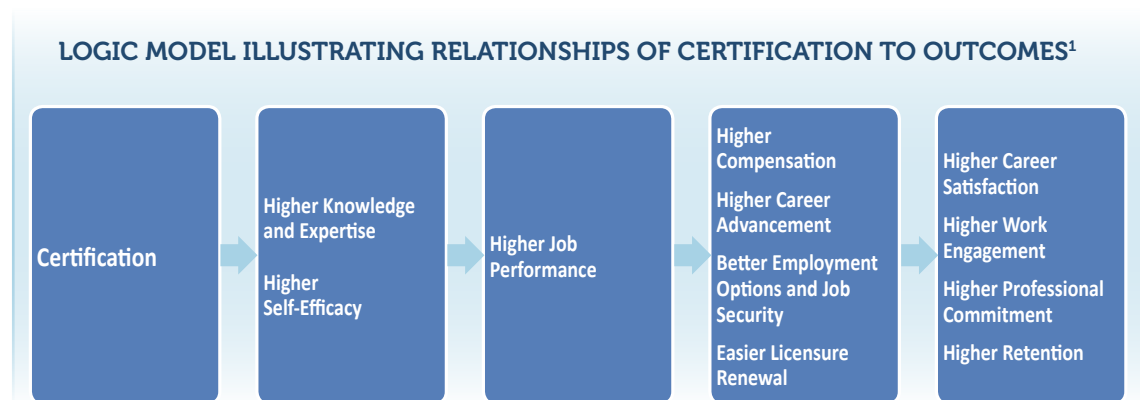 LOGIC MODEL ILLUSTRATING RELATIONSHIPS OF CERTIFICATION TO OUTCOMES¹
Certification
Higher Knowledge
and Expertise
Higher
Self-Efficacy
Higher Job
Performance
Higher
Compensation
Higher Career
Advancement
Better Employment
Options and Job
Security
Easier Licensure
Renewal
Higher Career
Satisfaction
Higher Work
Engagement
Higher Professional
Commitment
Higher Retention